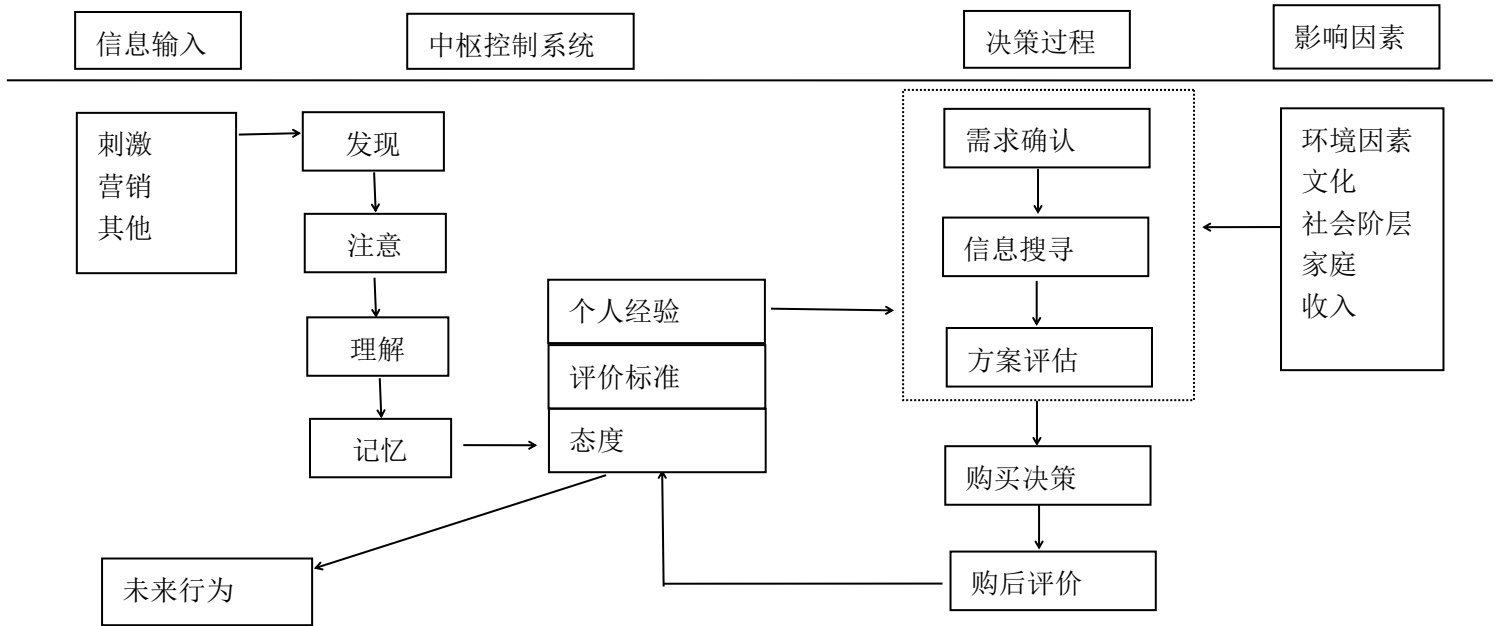 信息输入
中枢控制系统
决策过程
影响因素
刺激
营销
其他
发现
注意
理解
记忆
个人经验
评价标准
态度
需求确认
信息搜寻
方案评估
购买决策
购后评价
环境因素
文化
社会阶层
家庭
收入
未来行为